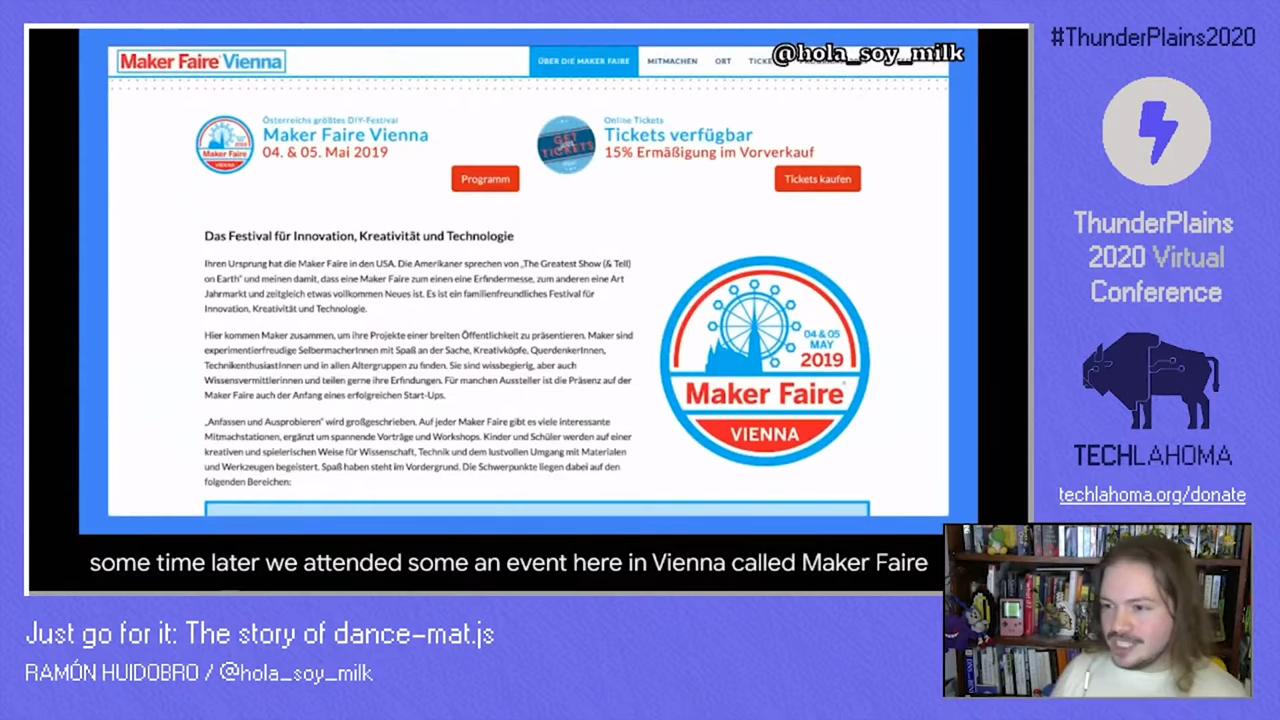 Maker Faire Vienna
ÜBER DIE MAKER FAIRE MITMACHEN ORT
@hola_soy_milk
#ThunderPlains2020
Österreichs größtes DIY-Festival
Maker Faire Vienna
04. & 05. Mai 2019
Programm
GET TICKETS
Online Tickets
Tickets verfügbar
15% Ermäßigung im Vorverkauf
Tickets kaufen
Das Festival für Innovation, Kreativität und Technologie
Ihren Ursprung hat die Maker Faire in den USA. Die Amerikaner sprechen von „The Greatest Show (& Tell)
on Earth" und meinen damit, dass eine Maker Faire zum einen eine Erfindermesse, zum anderen eine Art
Jahrmarkt und zeitgleich etwas vollkommen Neues ist. Es ist ein familienfreundliches Festival für
Innovation, Kreativität und Technologie.
Hier kommen Maker zusammen, um ihre Projekte einer breiten Öffentlichkeit zu präsentieren. Maker sind
experimentierfreudige SelbermacherInnen mit Spaß an der Sache, Kreativköpfe, QuerdenkerInnen,
TechnikenthusiastInnen und in allen Altergruppen zu finden. Sie sind wissbegierig, aber auch
Wissensvermittlerinnen und teilen gerne ihre Erfindungen. Für manchen Aussteller ist die Präsenz auf der
Maker Faire auch der Anfang eines erfolgreichen Start-Ups.
„Anfassen und Ausprobieren" wird großgeschrieben. Auf jeder Maker Faire gibt es viele interessante
Mitmachstationen, ergänzt um spannende Vorträge und Workshops. Kinder und Schüler werden auf einer
kreativen und spielerischen Weise für Wissenschaft, Technik und dem lustvollen Umgang mit Materialen
und Werkzeugen begeistert. Spaß haben steht im Vordergrund. Die Schwerpunkte liegen dabei auf den
folgenden Bereichen:
04 & 05
MAY
2019
Maker Faire
VIENNA
some time later we attended some an event here in Vienna called Maker Faire
ThunderPlains
2020 Virtual
Conference
TECHLAHOMA
techlahoma.org/donate
Just go for it: The story of dance-mat.js
RAMÓN HUIDOBRO / @hola_soy_milk